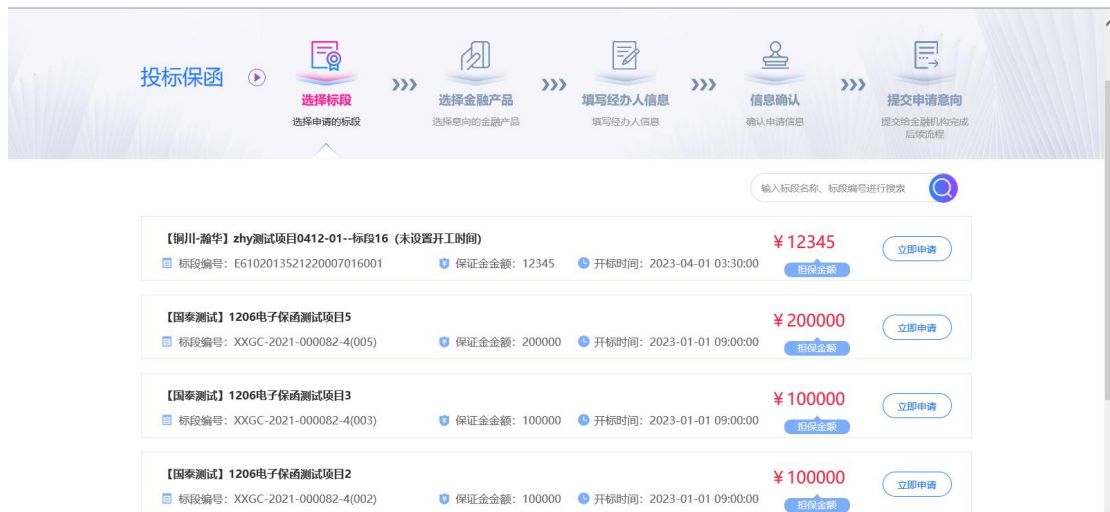 投标保函
选择标段
选择申请的标段
选择金融产品
选择意向的金融产品
填写经办人信息
填写经办人信息
信息确认
确认申请信息
提交申请意向
提交给金融机构完成
后续流程
输入标段名称、标段编号进行搜索
【铜川-瀚华】zhy测试项目0412-01--标段16（未设置开工时间)
标段编号：E6102013521220007016001 保证金金额：12345 开标时间：2023-04-01 03:30:00
￥12345
担保金额
立即申请
【国泰测试】1206电子保函测试项目5
标段编号：XXGC-2021-000082-4(005) 保证金金额：200000 开标时间：2023-01-01 09:00:00
￥200000
担保金额
立即申请
【国泰测试】1206电子保函测试项目3
标段编号：XXGC-2021-000082-4(003) 保证金金额：100000 开标时间：2023-01-01 09:00:00
￥100000
担保金额
立即申请
【国泰测试】1206电子保函测试项目2
标段编号：XXGC-2021-000082-4(002) 保证金金额：100000 开标时间：2023-01-01 09:00:00
￥100000
担保金额
立即申请